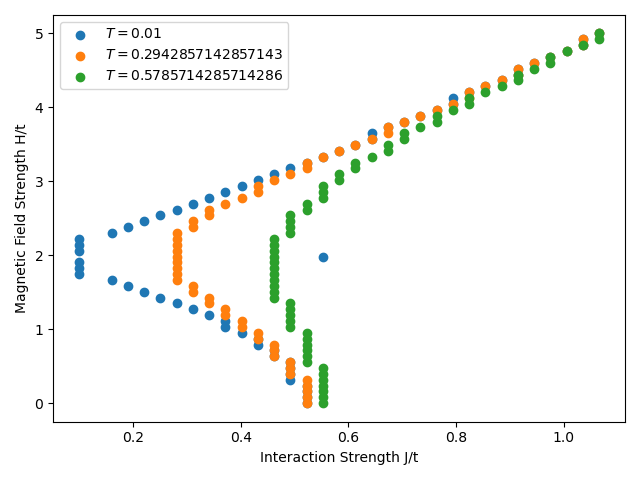 T = 0.01
T = 0.2942857142857143
T = 0.5785714285714286
Magnetic Field Strength H/t
5
4
3
2
1
0
0.2 0.4 0.6 0.8 1.0
Interaction Strength J/t